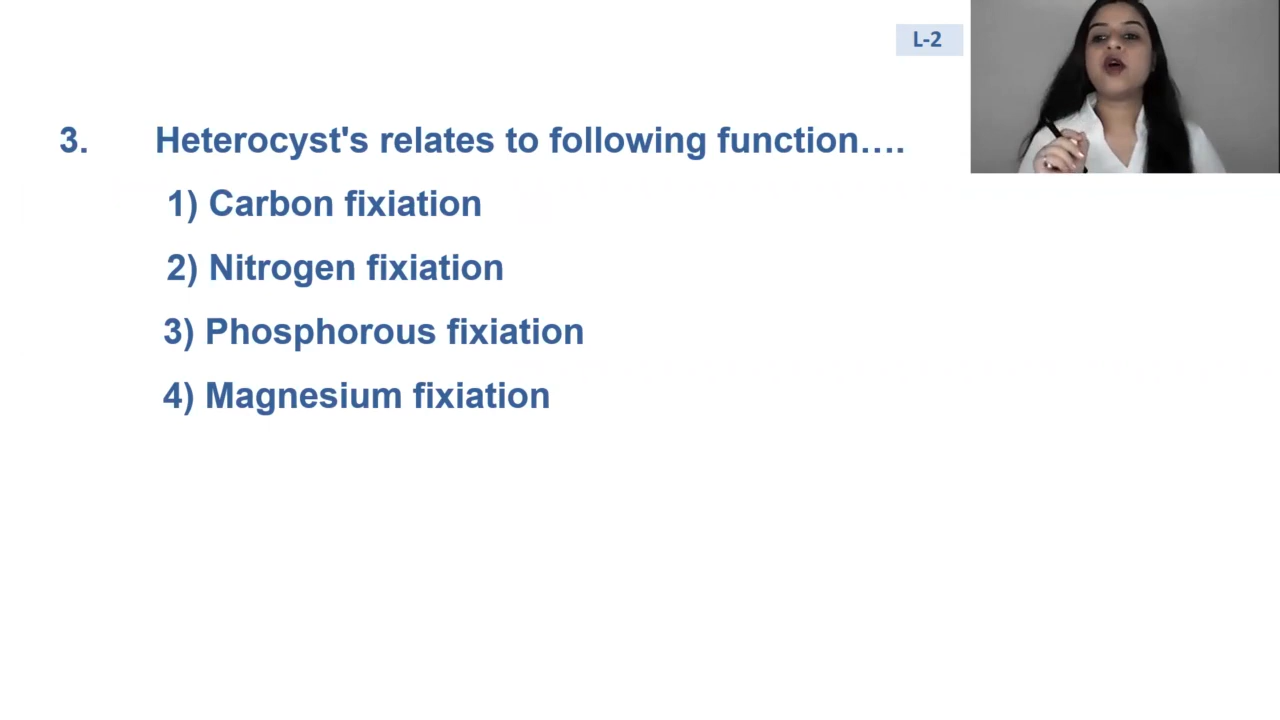 L-2
3. Heterocyst's relates to following function….
1) Carbon fixiation
2) Nitrogen fixiation
3) Phosphorous fixiation
4) Magnesium fixiation